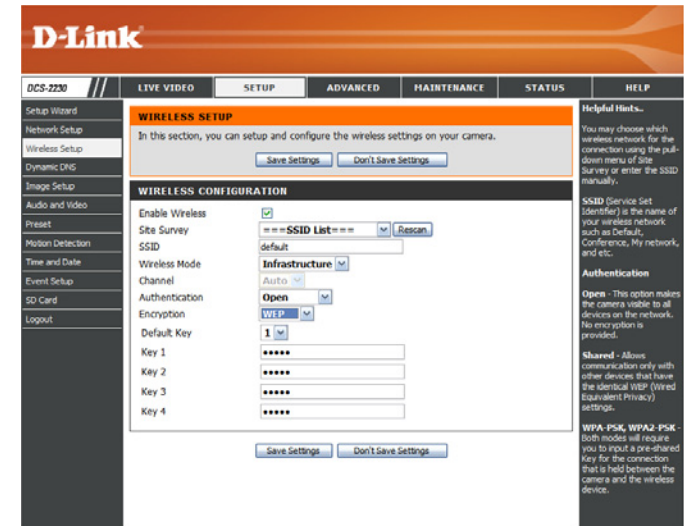 D-Link
DCS-2230
LIVE VIDEO
SETUP
ADVANCED
MAINTENANCE
STATUS
HELP
Setup Wizard
Network Setup
Wireless Setup
Dynamic DNS
Image Setup
Audio and Video
Preset
Motion Detection
Time and Date
Event Setup
SD Card
Logout
WIRELESS SETUP
In this section, you can setup and configure the wireless settings on your camera.
Save Settings
Don't Save Settings
WIRELESS CONFIGURATION
Enable Wireless
Site Survey
===SSID List===
Rescan
SSID
default
Wireless Mode
Infrastructure
Channel
Auto
Authentication
Open
Encryption
WEP
Default Key
1
Key 1
•••••
Key 2
•••••
Key 3
•••••
Key 4
•••••
Save Settings
Don't Save Settings
Helpful Hints..
You may choose which
wireless network for the
connection using the pull-
down menu of Site
Survey or enter the SSID
manually.
SSID (Service Set
Identifier) is the name of
your wireless network
such as Default,
Conference, My network,
and etc.
Authentication
Open - This option makes
the camera visible to all
devices on the network.
No encryption is
provided.
Shared - Allows
communication only with
other devices that have
the identical WEP (Wired
Equivalent Privacy)
settings.
WPA-PSK, WPA2-PSK -
Both modes will require
you to input a pre-shared
Key for the connection
that is held between the
camera and the wireless
device.